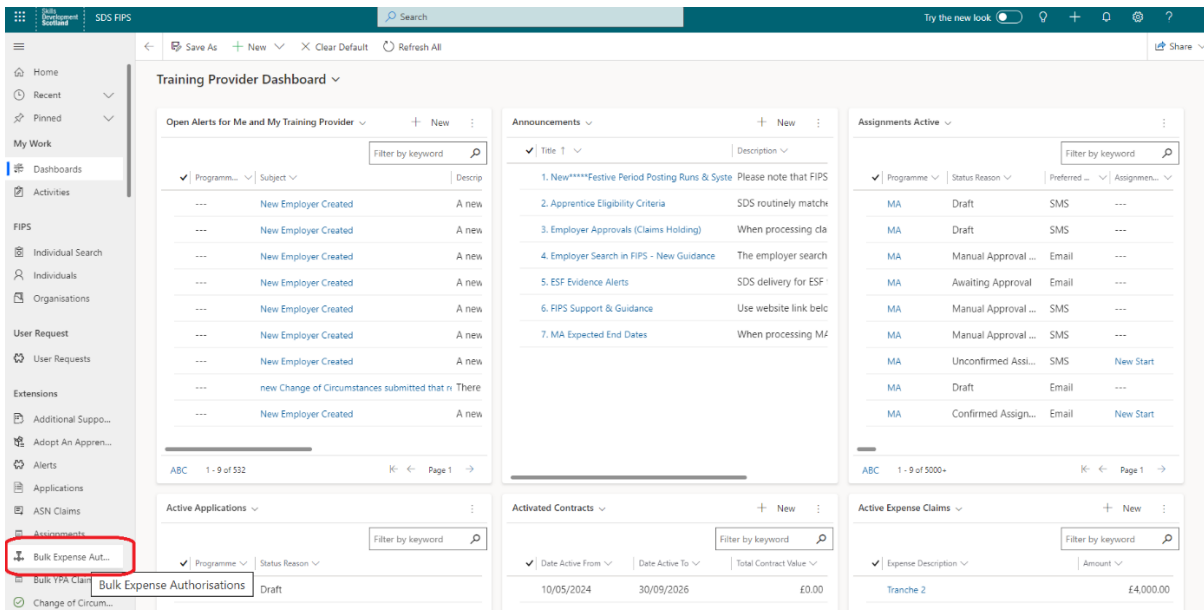 Skills
Development
Scotland
SDS FIPS
Search
Try the new look
Save As New Clear Default Refresh All Share
Home
Recent
Pinned
My Work
Dashboards
Activities
FIPS
Individual Search
Individuals
Organisations
User Request
User Requests
Extensions
Additional Suppo...
Adopt An Appren...
Alerts
Applications
ASN Claims
Assignments
Bulk Expense Aut...
Bulk YPA Clain
Bulk Expense Authorisations
Change of Circum...
Training Provider Dashboard
Open Alerts for Me and My Training Provider New
Filter by keyword
Programm... Subject Descrip
--- New Employer Created A new
--- New Employer Created A new
--- New Employer Created A new
--- New Employer Created A new
--- New Employer Created A new
--- New Employer Created A new
--- New Employer Created A new
--- new Change of Circumstances submitted that r There
--- New Employer Created A new
ABC 1 - 9 of 532 Page 1
Announcements New
Title Description
1. New*****Festive Period Posting Runs & Syste Please note that FIPS
2. Apprentice Eligibility Criteria SDS routinely matche
3. Employer Approvals (Claims Holding) When processing cla
4. Employer Search in FIPS - New Guidance The employer search
5. ESF Evidence Alerts SDS delivery for ESF
6. FIPS Support & Guidance Use website link belo
7. MA Expected End Dates When processing MA
Assignments Active
Filter by keyword
Programme Status Reason Preferred ... Assignmen...
MA Draft SMS ---
MA Draft SMS ---
MA Manual Approval ... Email ---
MA Awaiting Approval Email ---
MA Manual Approval ... SMS ---
MA Manual Approval ... SMS ---
MA Unconfirmed Assi... SMS New Start
MA Draft Email ---
MA Confirmed Assign... Email New Start
ABC 1 - 9 of 5000+ Page 1
Active Applications
Filter by keyword
Programme Status Reason
Draft
Activated Contracts New
Filter by keyword
Date Active From Date Active To Total Contract Value
10/05/2024 30/09/2026 £0.00
Active Expense Claims New
Filter by keyword
Expense Description Amount
Tranche 2 £4,000.00